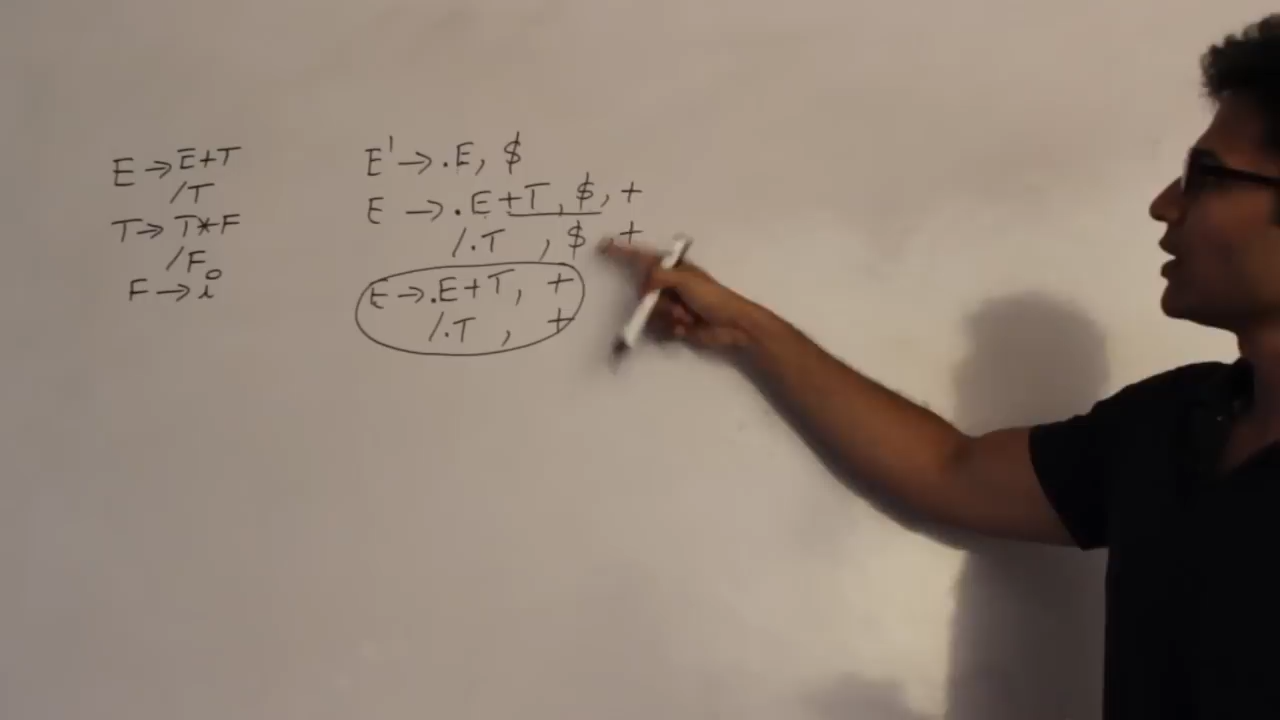 E → E+T
/T
T → T*F
/F
F → i
E' → .E, $
E → .E+T, $, +
/.T , $, +
E → .E+T, +
/.T , +